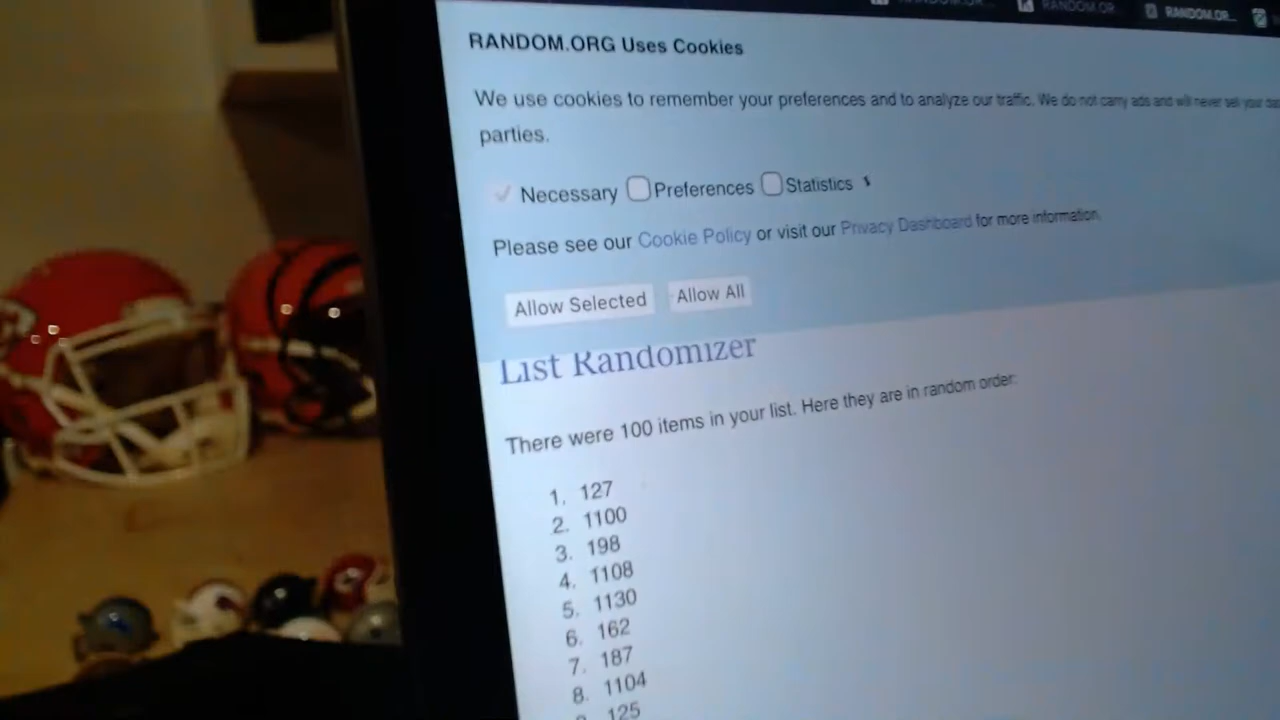 RANDOM.OR...
RANDOM.OR...
RANDOM.ORG Uses Cookies
We use cookies to remember your preferences and to analyze our traffic. We do not carry ads and will never sell your
parties.
Necessary Preferences Statistics
Please see our Cookie Policy or visit our Privacy Dashboard for more information.
Allow Selected Allow All
List Randomizer
There were 100 items in your list. Here they are in random order:
1. 127
2. 1100
3. 198
4. 1108
5. 1130
6. 162
7. 187
8. 1104
125